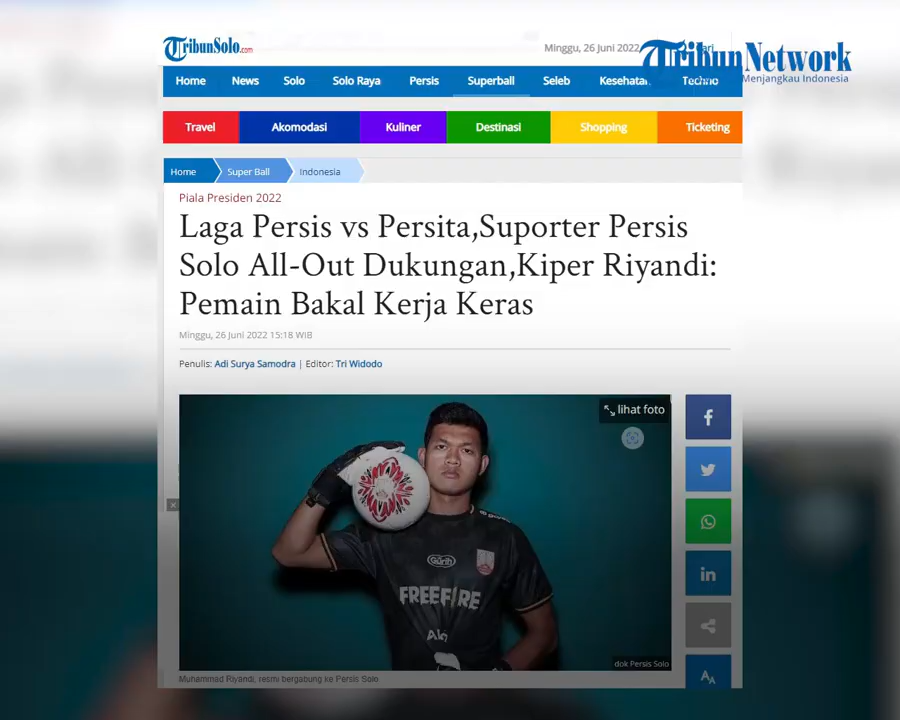 TribunSolo.com
Minggu, 26 Juni 2022
TribunNetwork
Menjangkau Indonesia
Home News Solo Solo Raya Persis Superball Seleb Kesehatan Techno
Travel Akomodasi Kuliner Destinasi Shopping Ticketing
Home Super Ball Indonesia
Piala Presiden 2022
Laga Persis vs Persita,Suporter Persis
Solo All-Out Dukungan,Kiper Riyandi:
Pemain Bakal Kerja Keras
Minggu, 26 Juni 2022 15:18 WIB
Penulis: Adi Surya Samodra | Editor: Tri Widodo
lihat foto
garih
FREEFIRE
dok Persis Solo
AA
Muhammad Riyandi, resmi bergabung ke Persis Solo